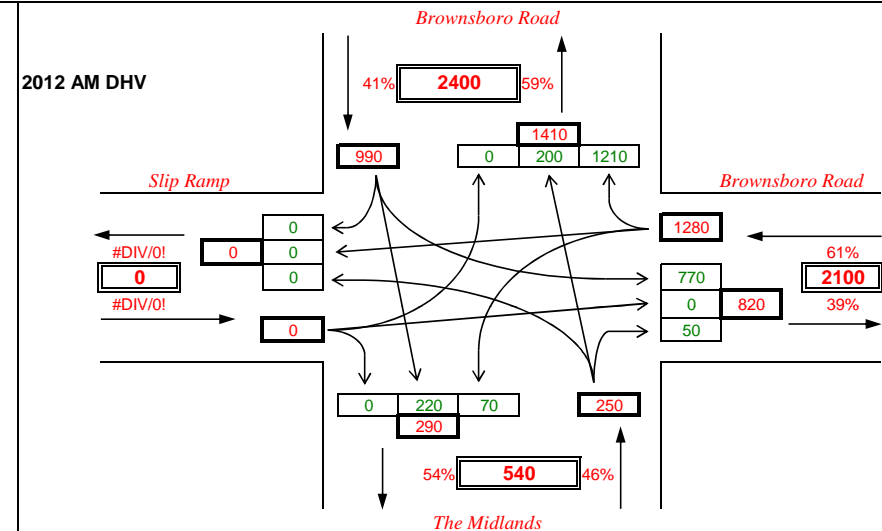 Brownsboro Road
2012 AM DHV
41% 2400 59%
1410
990 0 200 1210
Slip Ramp Brownsboro Road
0 1280
#DIV/0! 0 0 61%
0 0 770 2100
#DIV/0! 0 820 39%
0 50
0 220 70 250
290
54% 540 46%
The Midlands